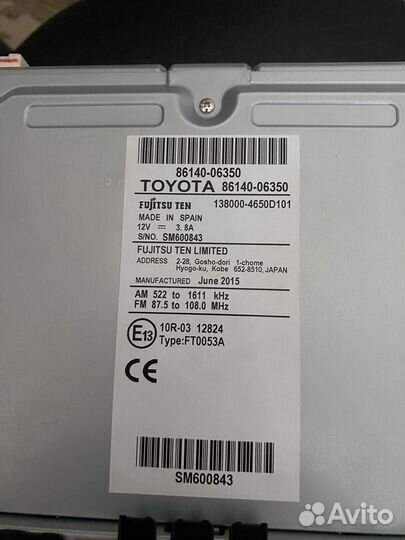 86140-06350
TOYOTA 86140-06350
FUJITSU TEN 138000-4650D101
MADE IN SPAIN
12V ⎓ 3.8A
S/NO. SM600843
FUJITSU TEN LIMITED
ADDRESS 2-28, Gosho-dori 1-chome
Hyogo-ku, Kobe 652-8510, JAPAN
MANUFACTURED June 2015
AM 522 to 1611 kHz
FM 87.5 to 108.0 MHz
E13 10R-03 12824
Type:FT0053A
CE
SM600843
Avito